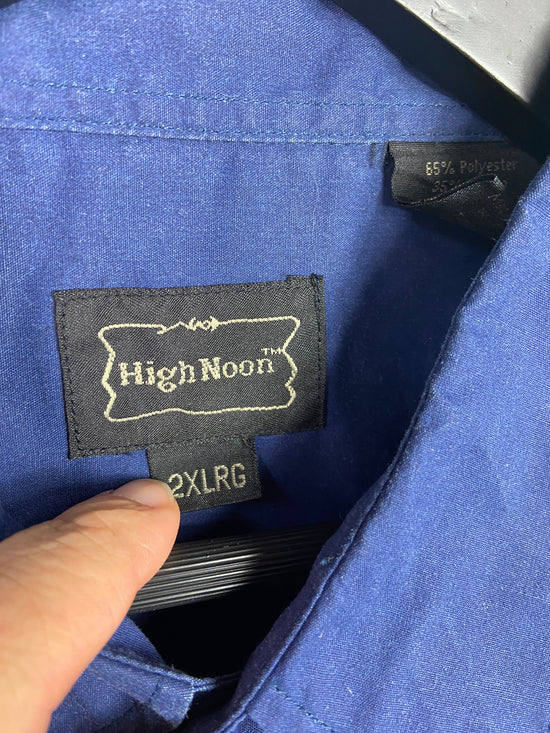 65% Polyester
High Noon™
2XLRG